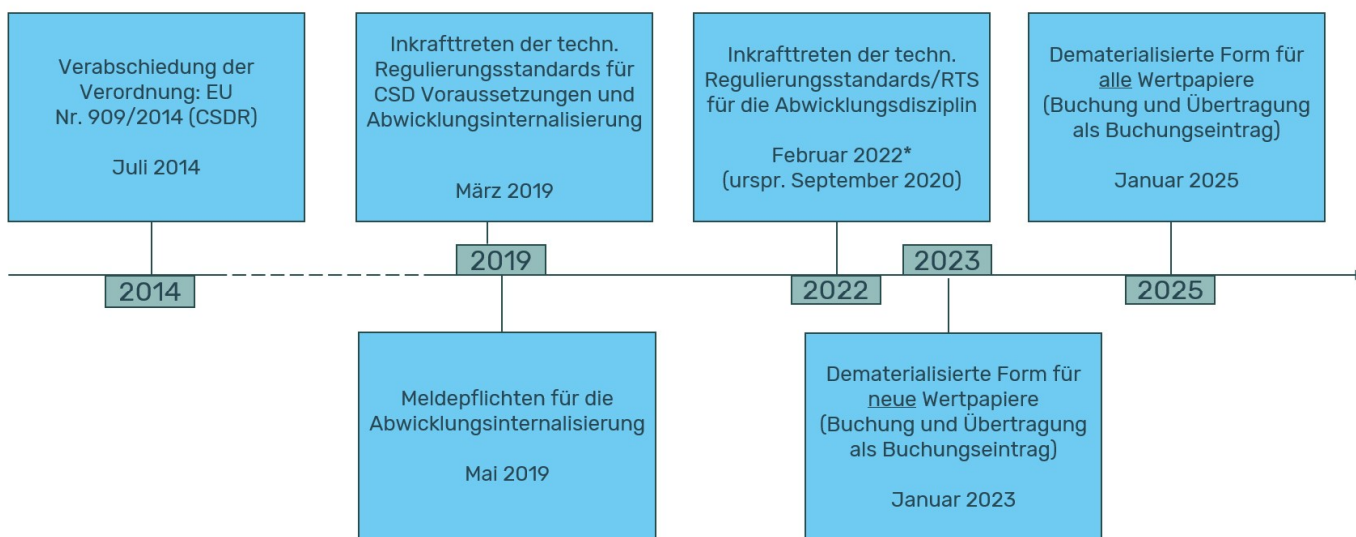 Verabschiedung der
Verordnung: EU
Nr. 909/2014 (CSDR)
Juli 2014
Inkrafttreten der techn.
Regulierungsstandards für
CSD Voraussetzungen und
Abwicklungsinternalisierung
März 2019
Inkrafttreten der techn.
Regulierungsstandards/RTS
für die Abwicklungsdisziplin
Februar 2022*
(urspr. September 2020)
Dematerialisierte Form für
alle Wertpapiere
(Buchung und Übertragung
als Buchungseintrag)
Januar 2025
2014
2019
2022
2023
2025
Meldepflichten für die
Abwicklungsinternalisierung
Mai 2019
Dematerialisierte Form für
neue Wertpapiere
(Buchung und Übertragung
als Buchungseintrag)
Januar 2023